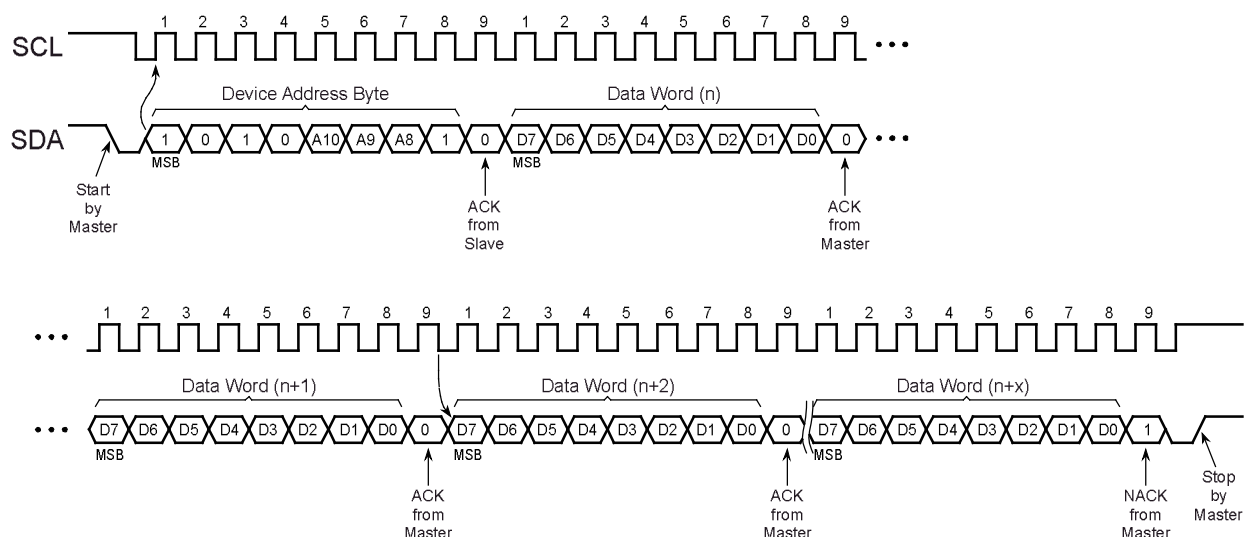 1 2 3 4 5 6 7 8 9 1 2 3 4 5 6 7 8 9
SCL
Device Address Byte Data Word (n)
SDA 1 0 1 0 A10 A9 A8 1 0 D7 D6 D5 D4 D3 D2 D1 D0 0
MSB MSB
Start
by
Master
ACK
from
Slave
ACK
from
Master
1 2 3 4 5 6 7 8 9 1 2 3 4 5 6 7 8 9 1 2 3 4 5 6 7 8 9
Data Word (n+1) Data Word (n+2) Data Word (n+x)
D7 D6 D5 D4 D3 D2 D1 D0 0 D7 D6 D5 D4 D3 D2 D1 D0 0 D7 D6 D5 D4 D3 D2 D1 D0 1
MSB MSB MSB
ACK
from
Master
ACK
from
Master
NACK
from
Master
Stop
by
Master